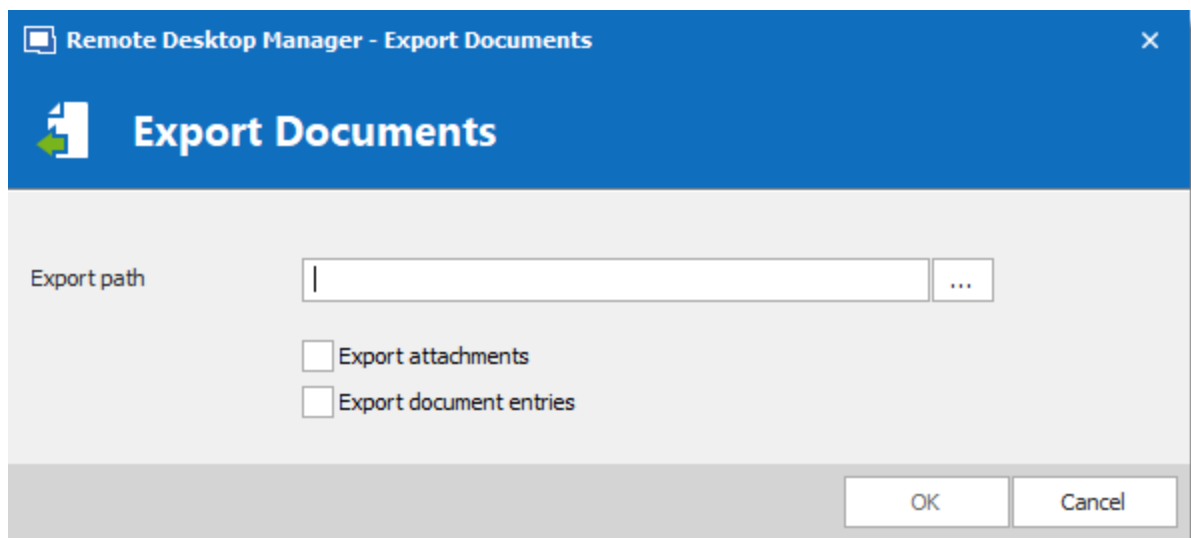 Remote Desktop Manager - Export Documents
Export Documents
Export path
...
Export attachments
Export document entries
OK Cancel